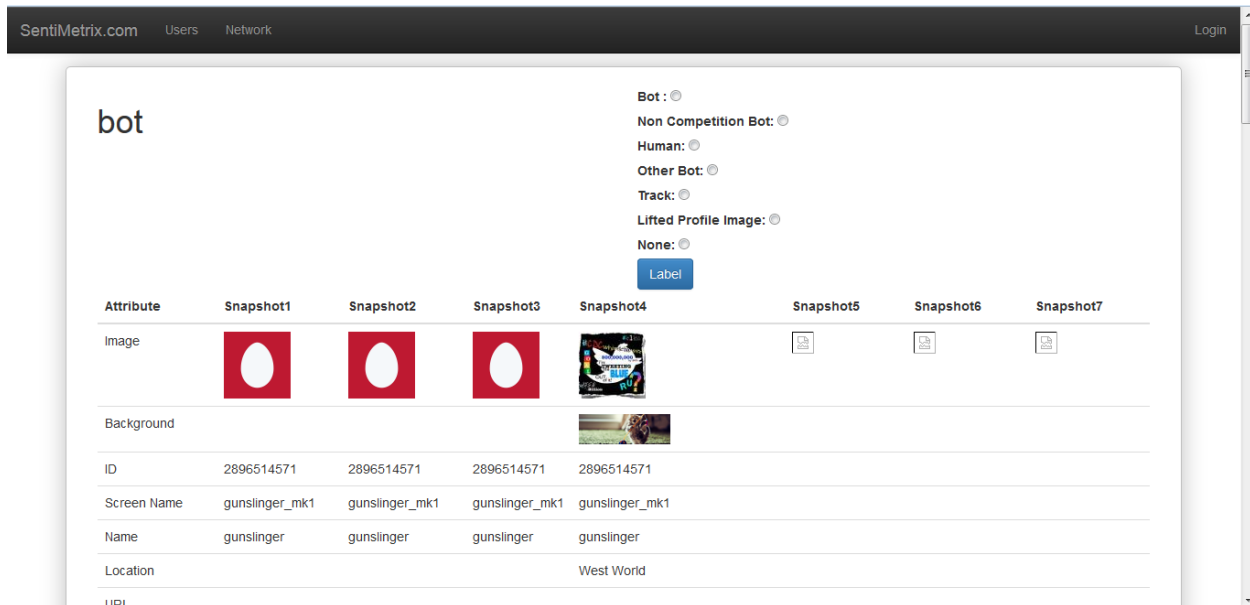 SentiMetrix.com Users Network Login
bot
Bot :
Non Competition Bot:
Human:
Other Bot:
Track:
Lifted Profile Image:
None:
Label
Attribute Snapshot1 Snapshot2 Snapshot3 Snapshot4 Snapshot5 Snapshot6 Snapshot7
Image
BLUE
Background
ID 2896514571 2896514571 2896514571 2896514571
Screen Name gunslinger_mk1 gunslinger_mk1 gunslinger_mk1 gunslinger_mk1
Name gunslinger gunslinger gunslinger gunslinger
Location West World
URL